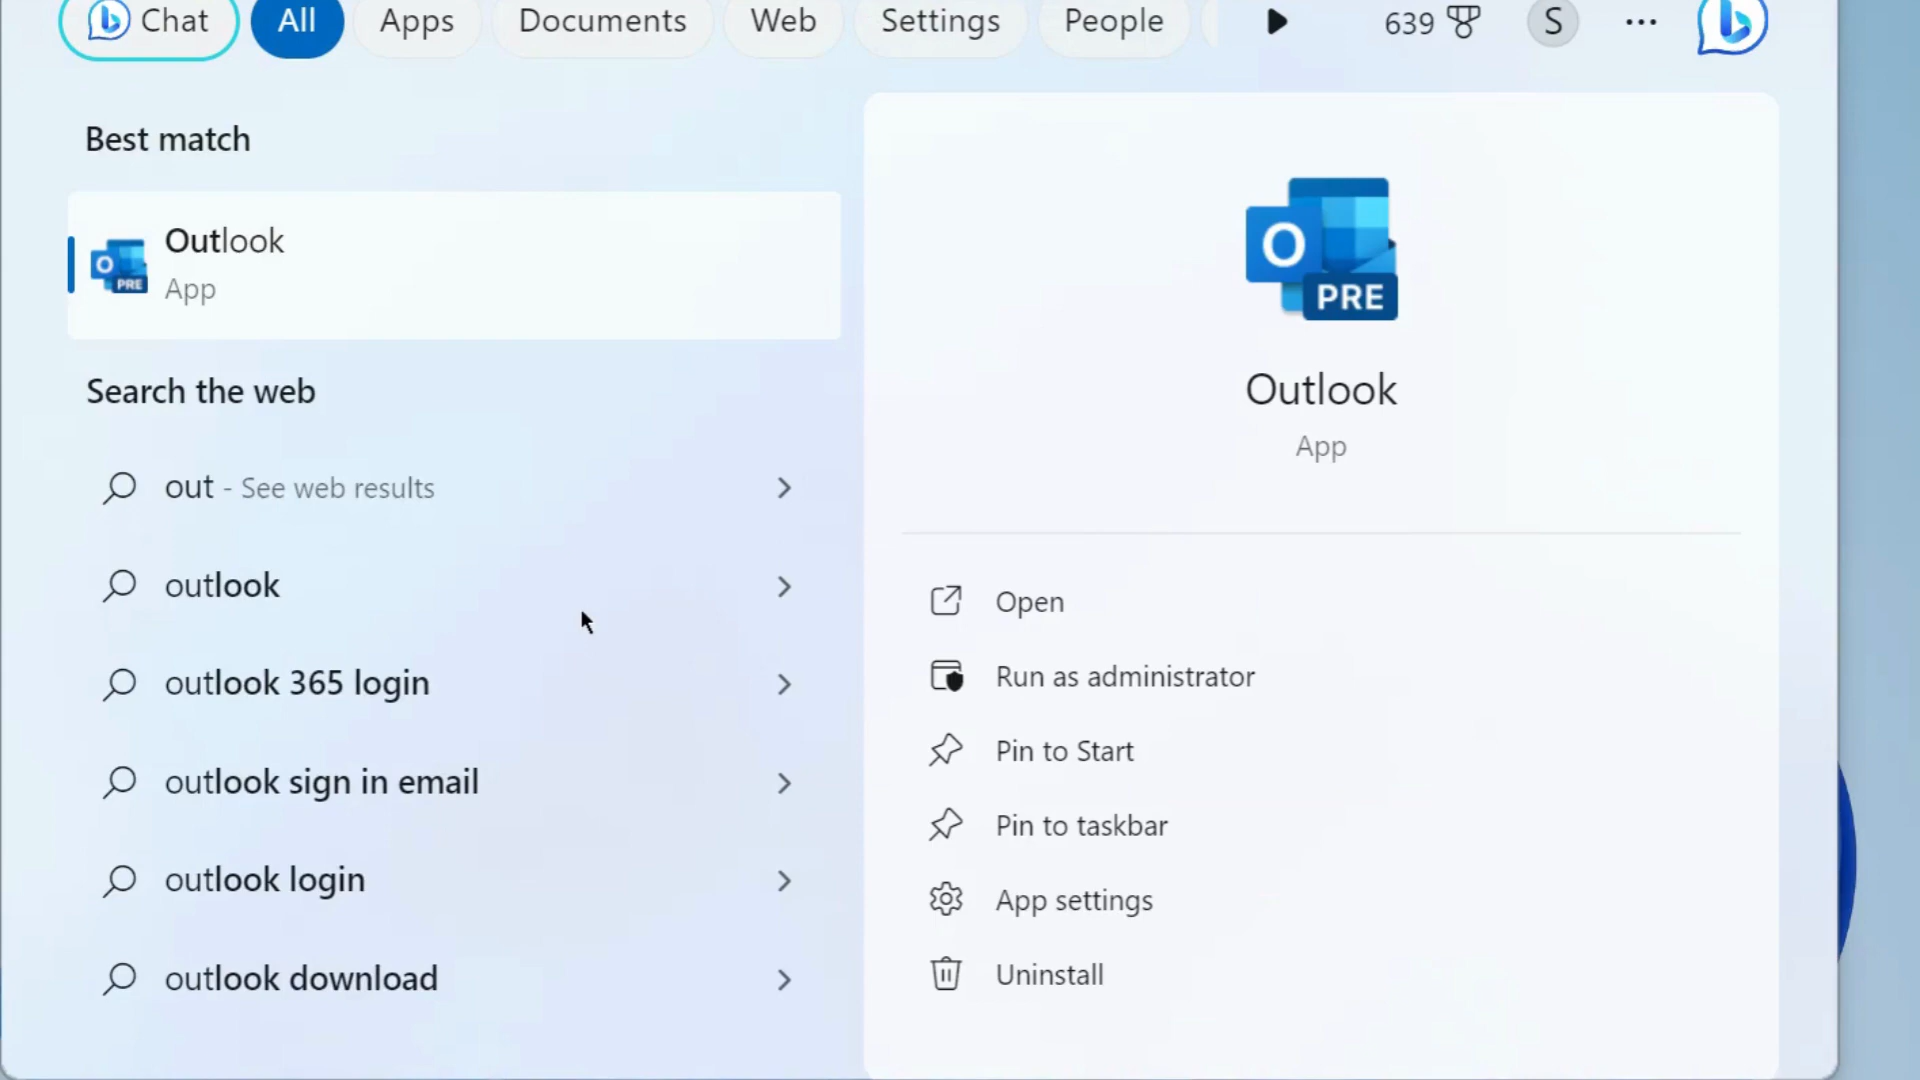 Chat
All
Apps
Documents
Web
Settings
People
639
S
Best match
Outlook
App
PRE
Search the web
out - See web results
outlook
outlook 365 login
outlook sign in email
outlook login
outlook download
O
PRE
Outlook
App
Open
Run as administrator
Pin to Start
Pin to taskbar
App settings
Uninstall